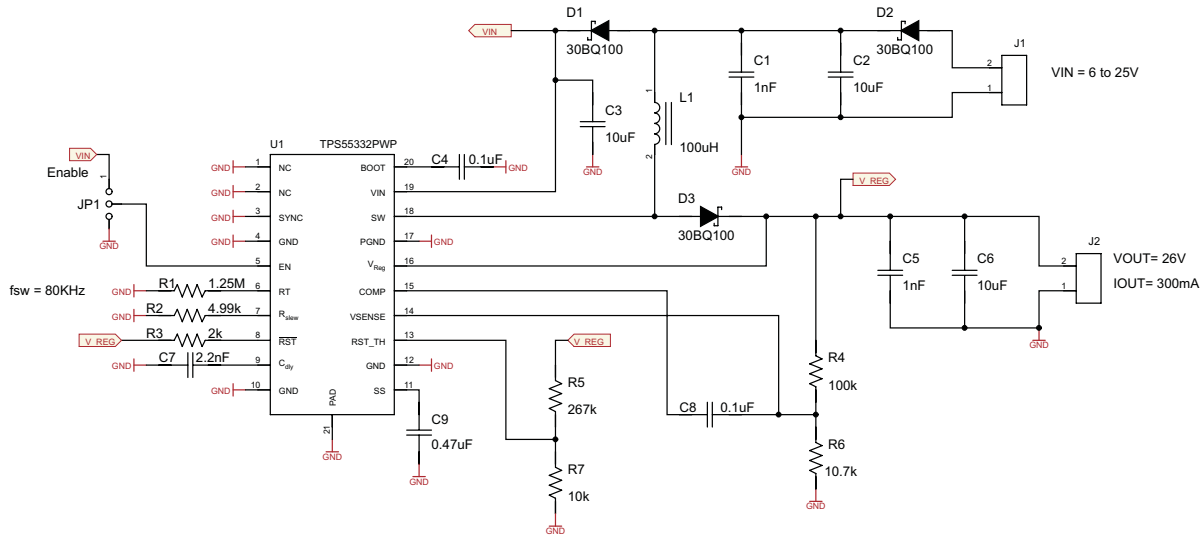 D1
30BQ100
D2
30BQ100
J1
2
1
VIN = 6 to 25V
VIN
C1
1nF
C2
10uF
C3
10uF
GND
1
L1
100uH
2
GND
U1
TPS55332PWP
VIN
Enable
1
JP1
GND
GND 1 NC
GND 2 NC
GND 3 SYNC
GND 4 GND
5 EN
fsw = 80KHz
GND R1 1.25M 6 RT
GND R2 4.99k 7 Rslew
V_REG R3 2k 8 RST
GND C7 2.2nF 9 Cdly
GND 10 GND
PAD
21
GND
BOOT 20 C4 0.1uF GND
VIN 19
SW 18
PGND 17 GND
VReg 16
COMP 15
VSENSE 14
RST_TH 13
GND 12 GND
SS 11
C9
0.47uF
GND
D3
30BQ100
V_REG
C5
1nF
C6
10uF
GND
J2
2
1
VOUT= 26V
IOUT= 300mA
V_REG
R5
267k
R7
10k
GND
C8 0.1uF
R4
100k
R6
10.7k
GND